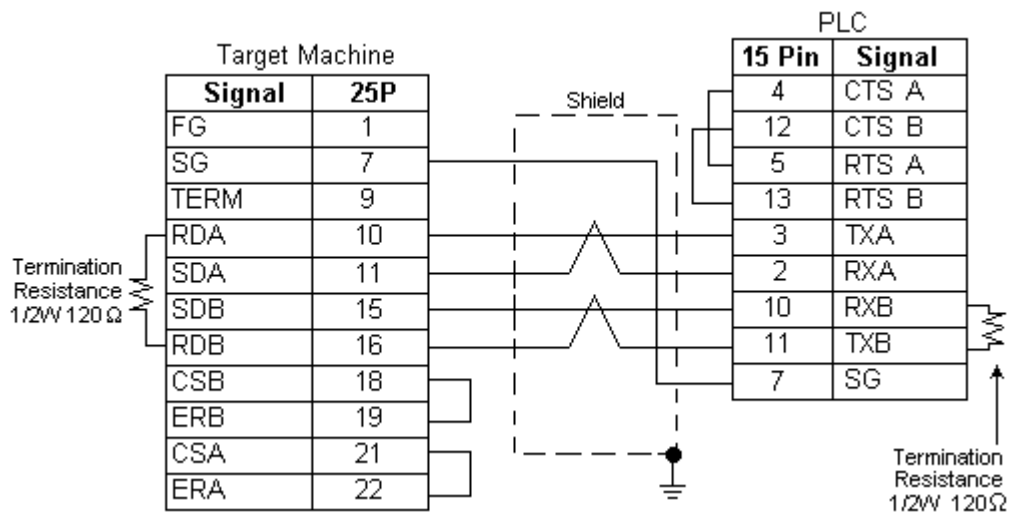 PLC
Target Machine
15 Pin Signal
Signal 25P
4 CTS A
Shield
FG 1
12 CTS B
SG 7
5 RTS A
TERM 9
13 RTS B
RDA 10
3 TXA
SDA 11
2 RXA
Termination
Resistance
1/2W 120Ω
SDB 15
10 RXB
RDB 16
11 TXB
CSB 18
7 SG
ERB 19
CSA 21
ERA 22
Termination
Resistance
1/2W 120Ω